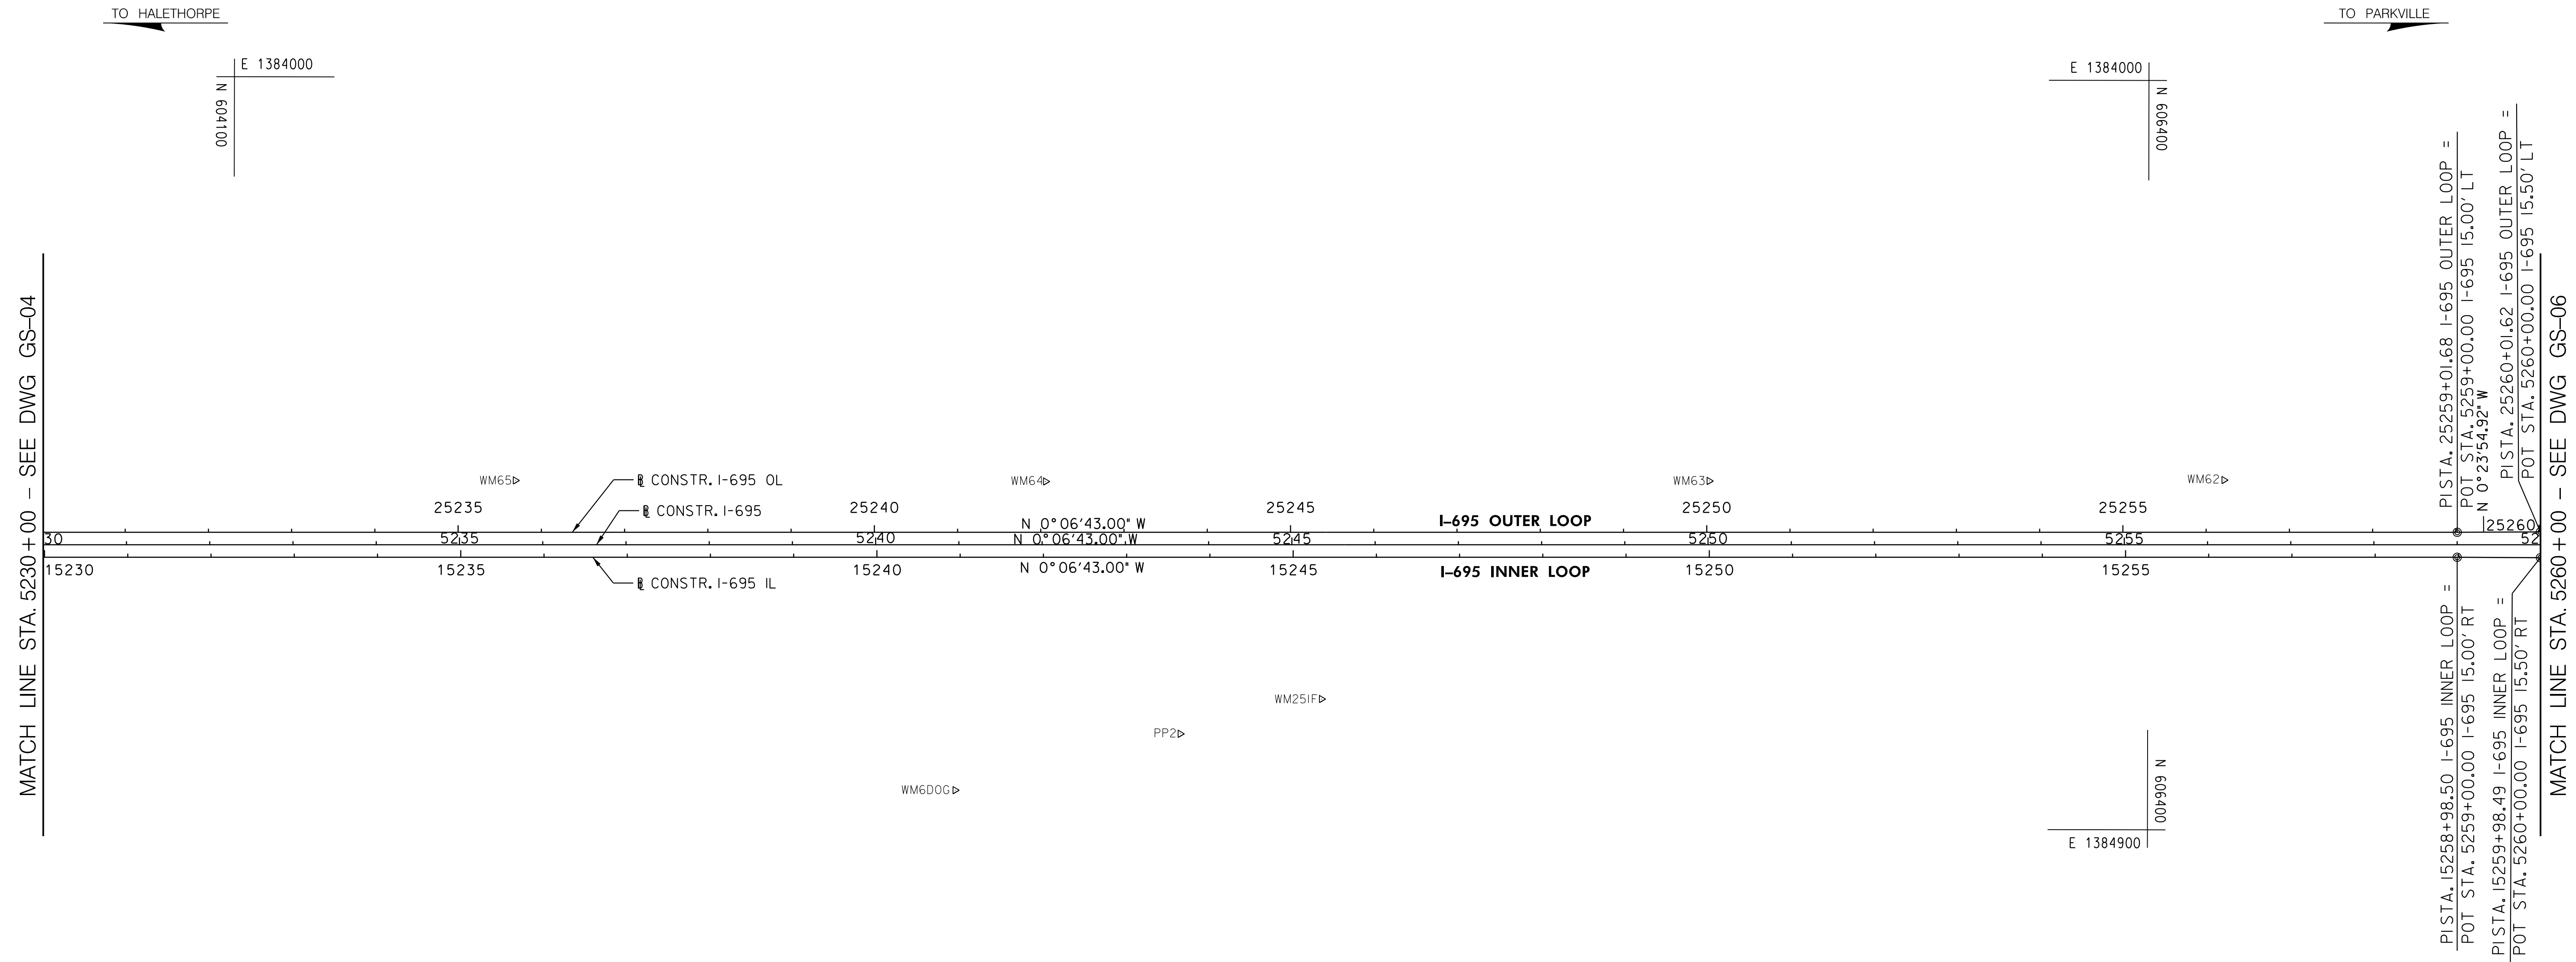 TO HALETHORPE
TO PARKVILLE
E 1384000
N 604100
E 1384000
N 606400
MATCH LINE STA. 5230+00 - SEE DWG GS-04
PI STA. 25259+01.68 I-695 OUTER LOOP =
POT STA. 5259+00.00 I-695 15.00' LT
N 0°23'54.92" W
PI STA. 25260+01.62 I-695 OUTER LOOP =
POT STA. 5260+00.00 I-695 15.50' LT
MATCH LINE STA. 5260+00 - SEE DWG GS-06
WM65
WM64
WM63
WM62
℄ CONSTR. I-695 OL
℄ CONSTR. I-695
25235
25240
25245
25250
25255
25260
N 0°06'43.00" W
I-695 OUTER LOOP
30
5235
5240
N 0°06'43.00" W
5245
5250
5255
52
15230
15235
15240
N 0°06'43.00" W
15245
I-695 INNER LOOP
15250
15255
℄ CONSTR. I-695 IL
WM251F
PP2
WM6DOG
N 606400
E 1384900
PI STA. 15258+98.50 I-695 INNER LOOP =
POT STA. 5259+00.00 I-695 15.00' RT
PI STA. 15259+98.49 I-695 INNER LOOP =
POT STA. 5260+00.00 I-695 15.50' RT